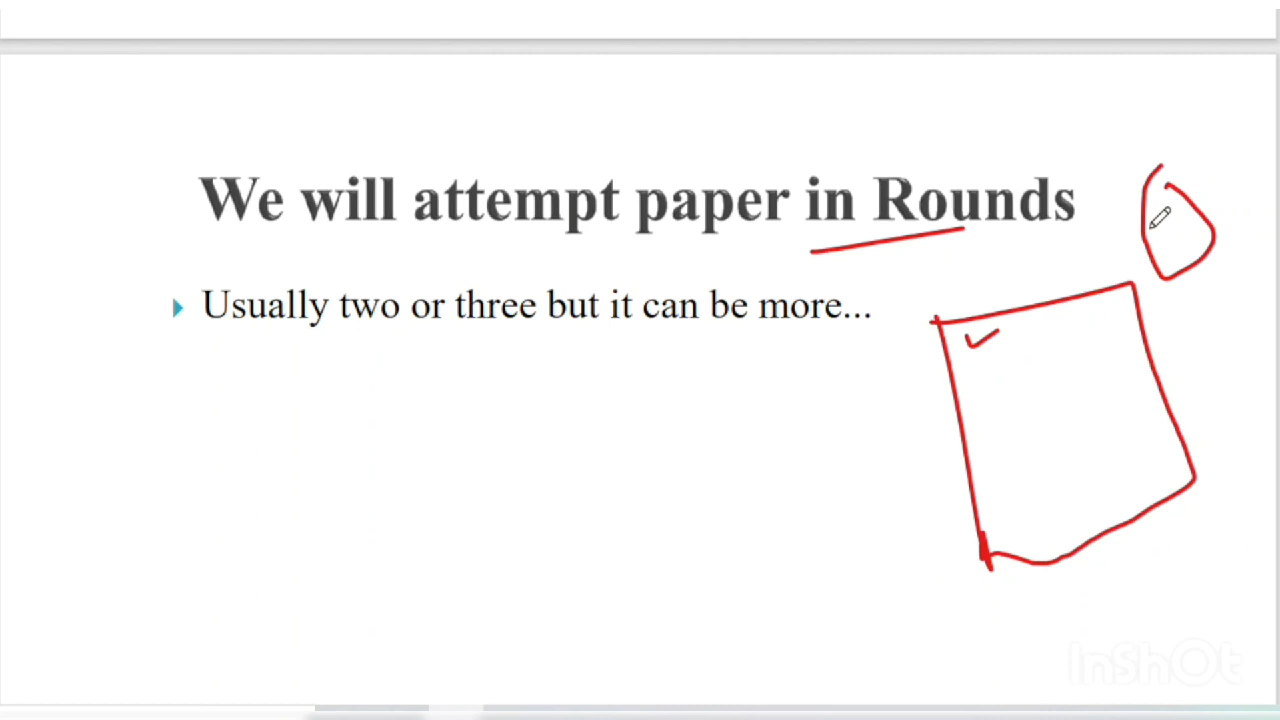 We will attempt paper in Rounds
Usually two or three but it can be more...
InShOt